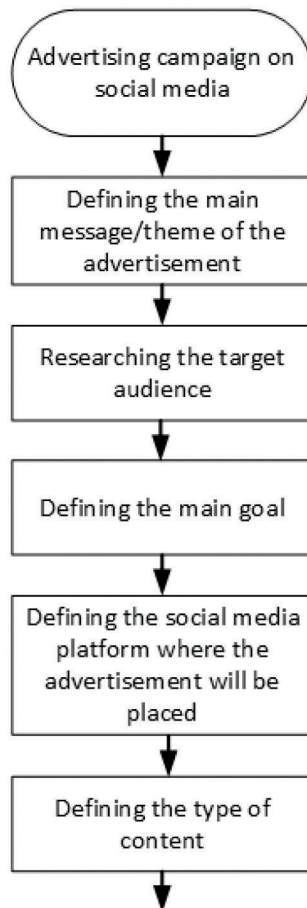 Advertising campaign on
social media
Defining the main
message/theme of the
advertisement
Researching the target
audience
Defining the main goal
Defining the social media
platform where the
advertisement will be
placed
Defining the type of
content